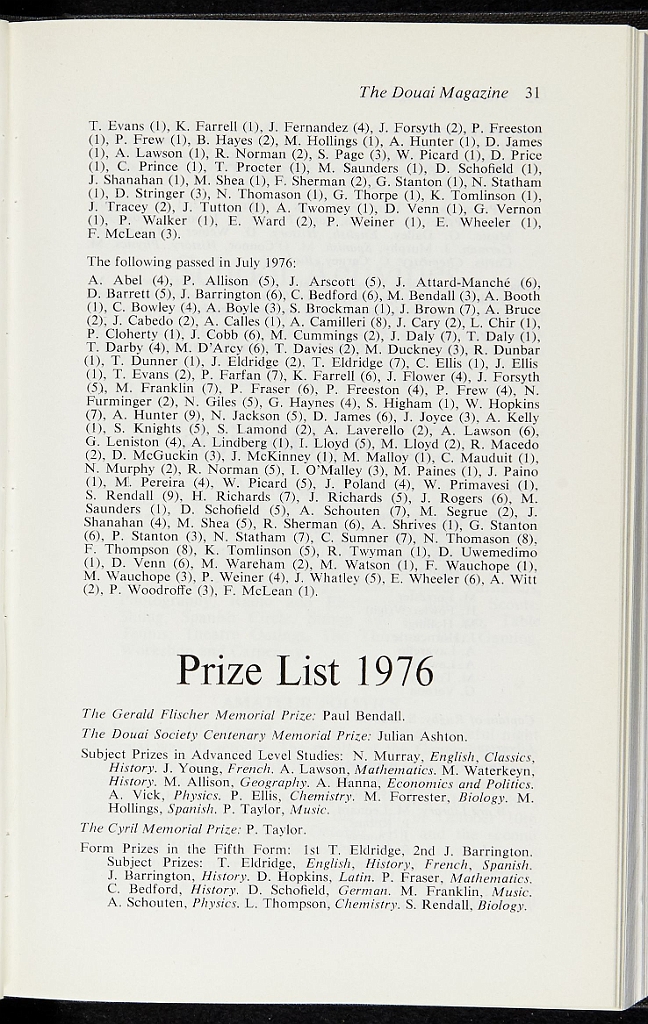 The Douai Magazine 31
T. Evans (1), K. Farrell (1), J. Fernandez (4), J. Forsyth (2), P. Freeston
(1), P. Frew (1), B. Hayes (2), M. Hollings (1), A. Hunter (1), D. James
(1), A. Lawson (1), R. Norman (2), S. Page (3), W. Picard (1), D. Price
(1), C. Prince (1), T. Procter (1), M. Saunders (1), D. Schofield (1),
J. Shanahan (1), M. Shea (1), F. Sherman (2), G. Stanton (1), N. Statham
(1), D. Stringer (3), N. Thomason (1), G. Thorpe (1), K. Tomlinson (1),
J. Tracey (2), J. Tutton (1), A. Twomey (1), D. Venn (1), G. Vernon
(1), P. Walker (1), E. Ward (2), P. Weiner (1), E. Wheeler (1),
F. McLean (3).
The following passed in July 1976:
A. Abel (4), P. Allison (5), J. Arscott (5), J. Attard-Manché (6),
D. Barrett (5), J. Barrington (6), C. Bedford (6), M. Bendall (3), A. Booth
(1), C. Bowley (4), A. Boyle (3), S. Brockman (1), J. Brown (7), A. Bruce
(2), J. Cabedo (2), A. Calles (1), A. Camilleri (8), J. Cary (2), L. Chir (1),
P. Cloherty (1), J. Cobb (6), M. Cummings (2), J. Daly (7), T. Daly (1),
T. Darby (4), M. D'Arcy (6), T. Davies (2), M. Duckney (3), R. Dunbar
(1), T. Dunner (1), J. Eldridge (2), T. Eldridge (7), C. Ellis (1), J. Ellis
(1), T. Evans (2), P. Farfan (7), K. Farrell (6), J. Flower (4), J. Forsyth
(5), M. Franklin (7), P. Fraser (6), P. Freeston (4), P. Frew (4), N.
Furminger (2), N. Giles (5), G. Haynes (4), S. Higham (1), W. Hopkins
(7), A. Hunter (9), N. Jackson (5), D. James (6), J. Joyce (3), A. Kelly
(1), S. Knights (5), S. Lamond (2), A. Laverello (2), A. Lawson (6),
G. Leniston (4), A. Lindberg (1), I. Lloyd (5), M. Lloyd (2), R. Macedo
(2), D. McGuckin (3), J. McKinney (1), M. Malloy (1), C. Mauduit (1),
N. Murphy (2), R. Norman (5), I. O'Malley (3), M. Paines (1), J. Paino
(1), M. Pereira (4), W. Picard (5), J. Poland (4), W. Primavesi (1),
S. Rendall (9), H. Richards (7), J. Richards (5), J. Rogers (6), M.
Saunders (1), D. Schofield (5), A. Schouten (7), M. Segrue (2), J.
Shanahan (4), M. Shea (5), R. Sherman (6), A. Shrives (1), G. Stanton
(6), P. Stanton (3), N. Statham (7), C. Sumner (7), N. Thomason (8),
F. Thompson (8), K. Tomlinson (5), R. Twyman (1), D. Uwemedimo
(1), D. Venn (6), M. Wareham (2), M. Watson (1), F. Wauchope (1),
M. Wauchope (3), P. Weiner (4), J. Whatley (5), E. Wheeler (6), A. Witt
(2), P. Woodroffe (3), F. McLean (1).
Prize List 1976
The Gerald Flischer Memorial Prize: Paul Bendall.
The Douai Society Centenary Memorial Prize: Julian Ashton.
Subject Prizes in Advanced Level Studies: N. Murray, English, Classics,
History. J. Young, French. A. Lawson, Mathematics. M. Waterkeyn,
History. M. Allison, Geography. A. Hanna, Economics and Politics.
A. Vick, Physics. P. Ellis, Chemistry. M. Forrester, Biology. M.
Hollings, Spanish. P. Taylor, Music.
The Cyril Memorial Prize: P. Taylor.
Form Prizes in the Fifth Form: 1st T. Eldridge, 2nd J. Barrington.
Subject Prizes: T. Eldridge, English, History, French, Spanish.
J. Barrington, History. D. Hopkins, Latin. P. Fraser, Mathematics.
C. Bedford, History. D. Schofield, German. M. Franklin, Music.
A. Schouten, Physics. L. Thompson, Chemistry. S. Rendall, Biology.